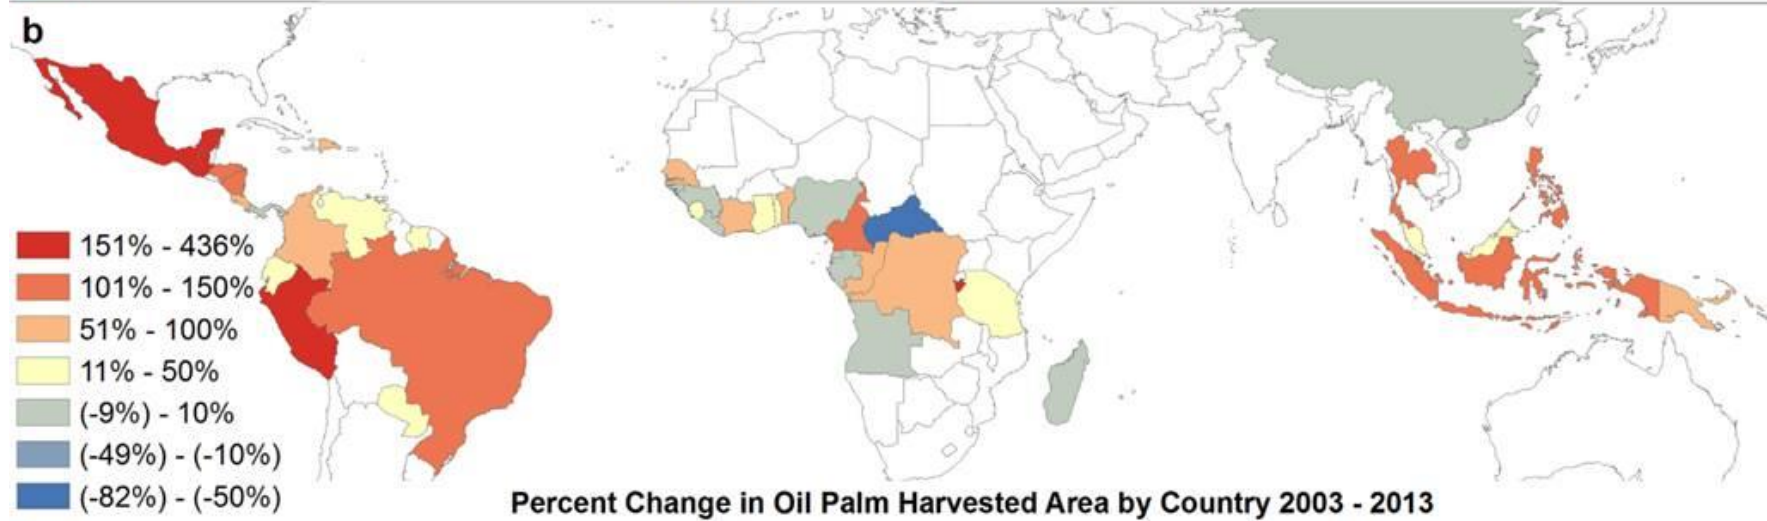 b
151% - 436%
101% - 150%
51% - 100%
11% - 50%
(-9%) - 10%
(-49%) - (-10%)
(-82%) - (-50%)
Percent Change in Oil Palm Harvested Area by Country 2003 - 2013